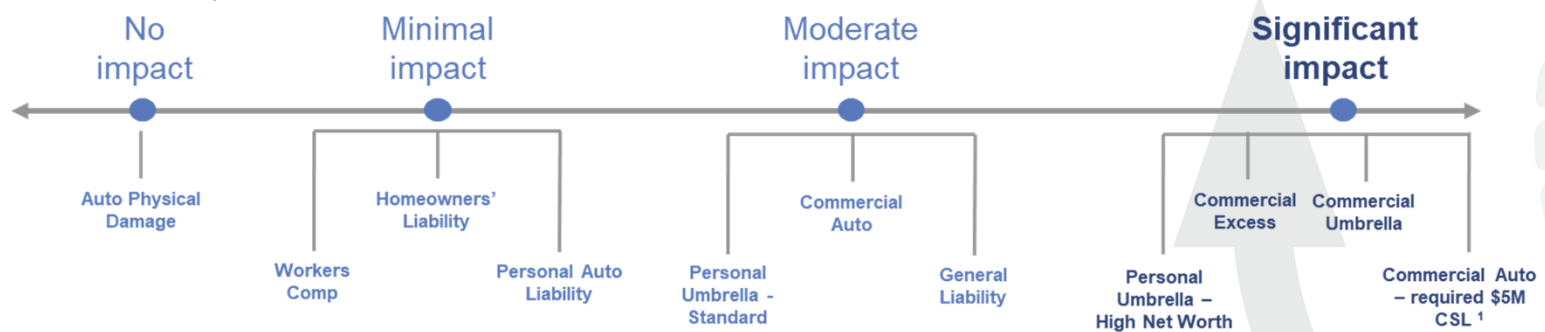 No
impact
Minimal
impact
Moderate
impact
Significant
impact
Auto Physical
Damage
Workers
Comp
Homeowners’
Liability
Personal Auto
Liability
Personal
Umbrella -
Standard
Commercial
Auto
General
Liability
Personal
Umbrella –
High Net Worth
Commercial
Excess
Commercial
Umbrella
Commercial Auto
– required $5M
CSL ¹